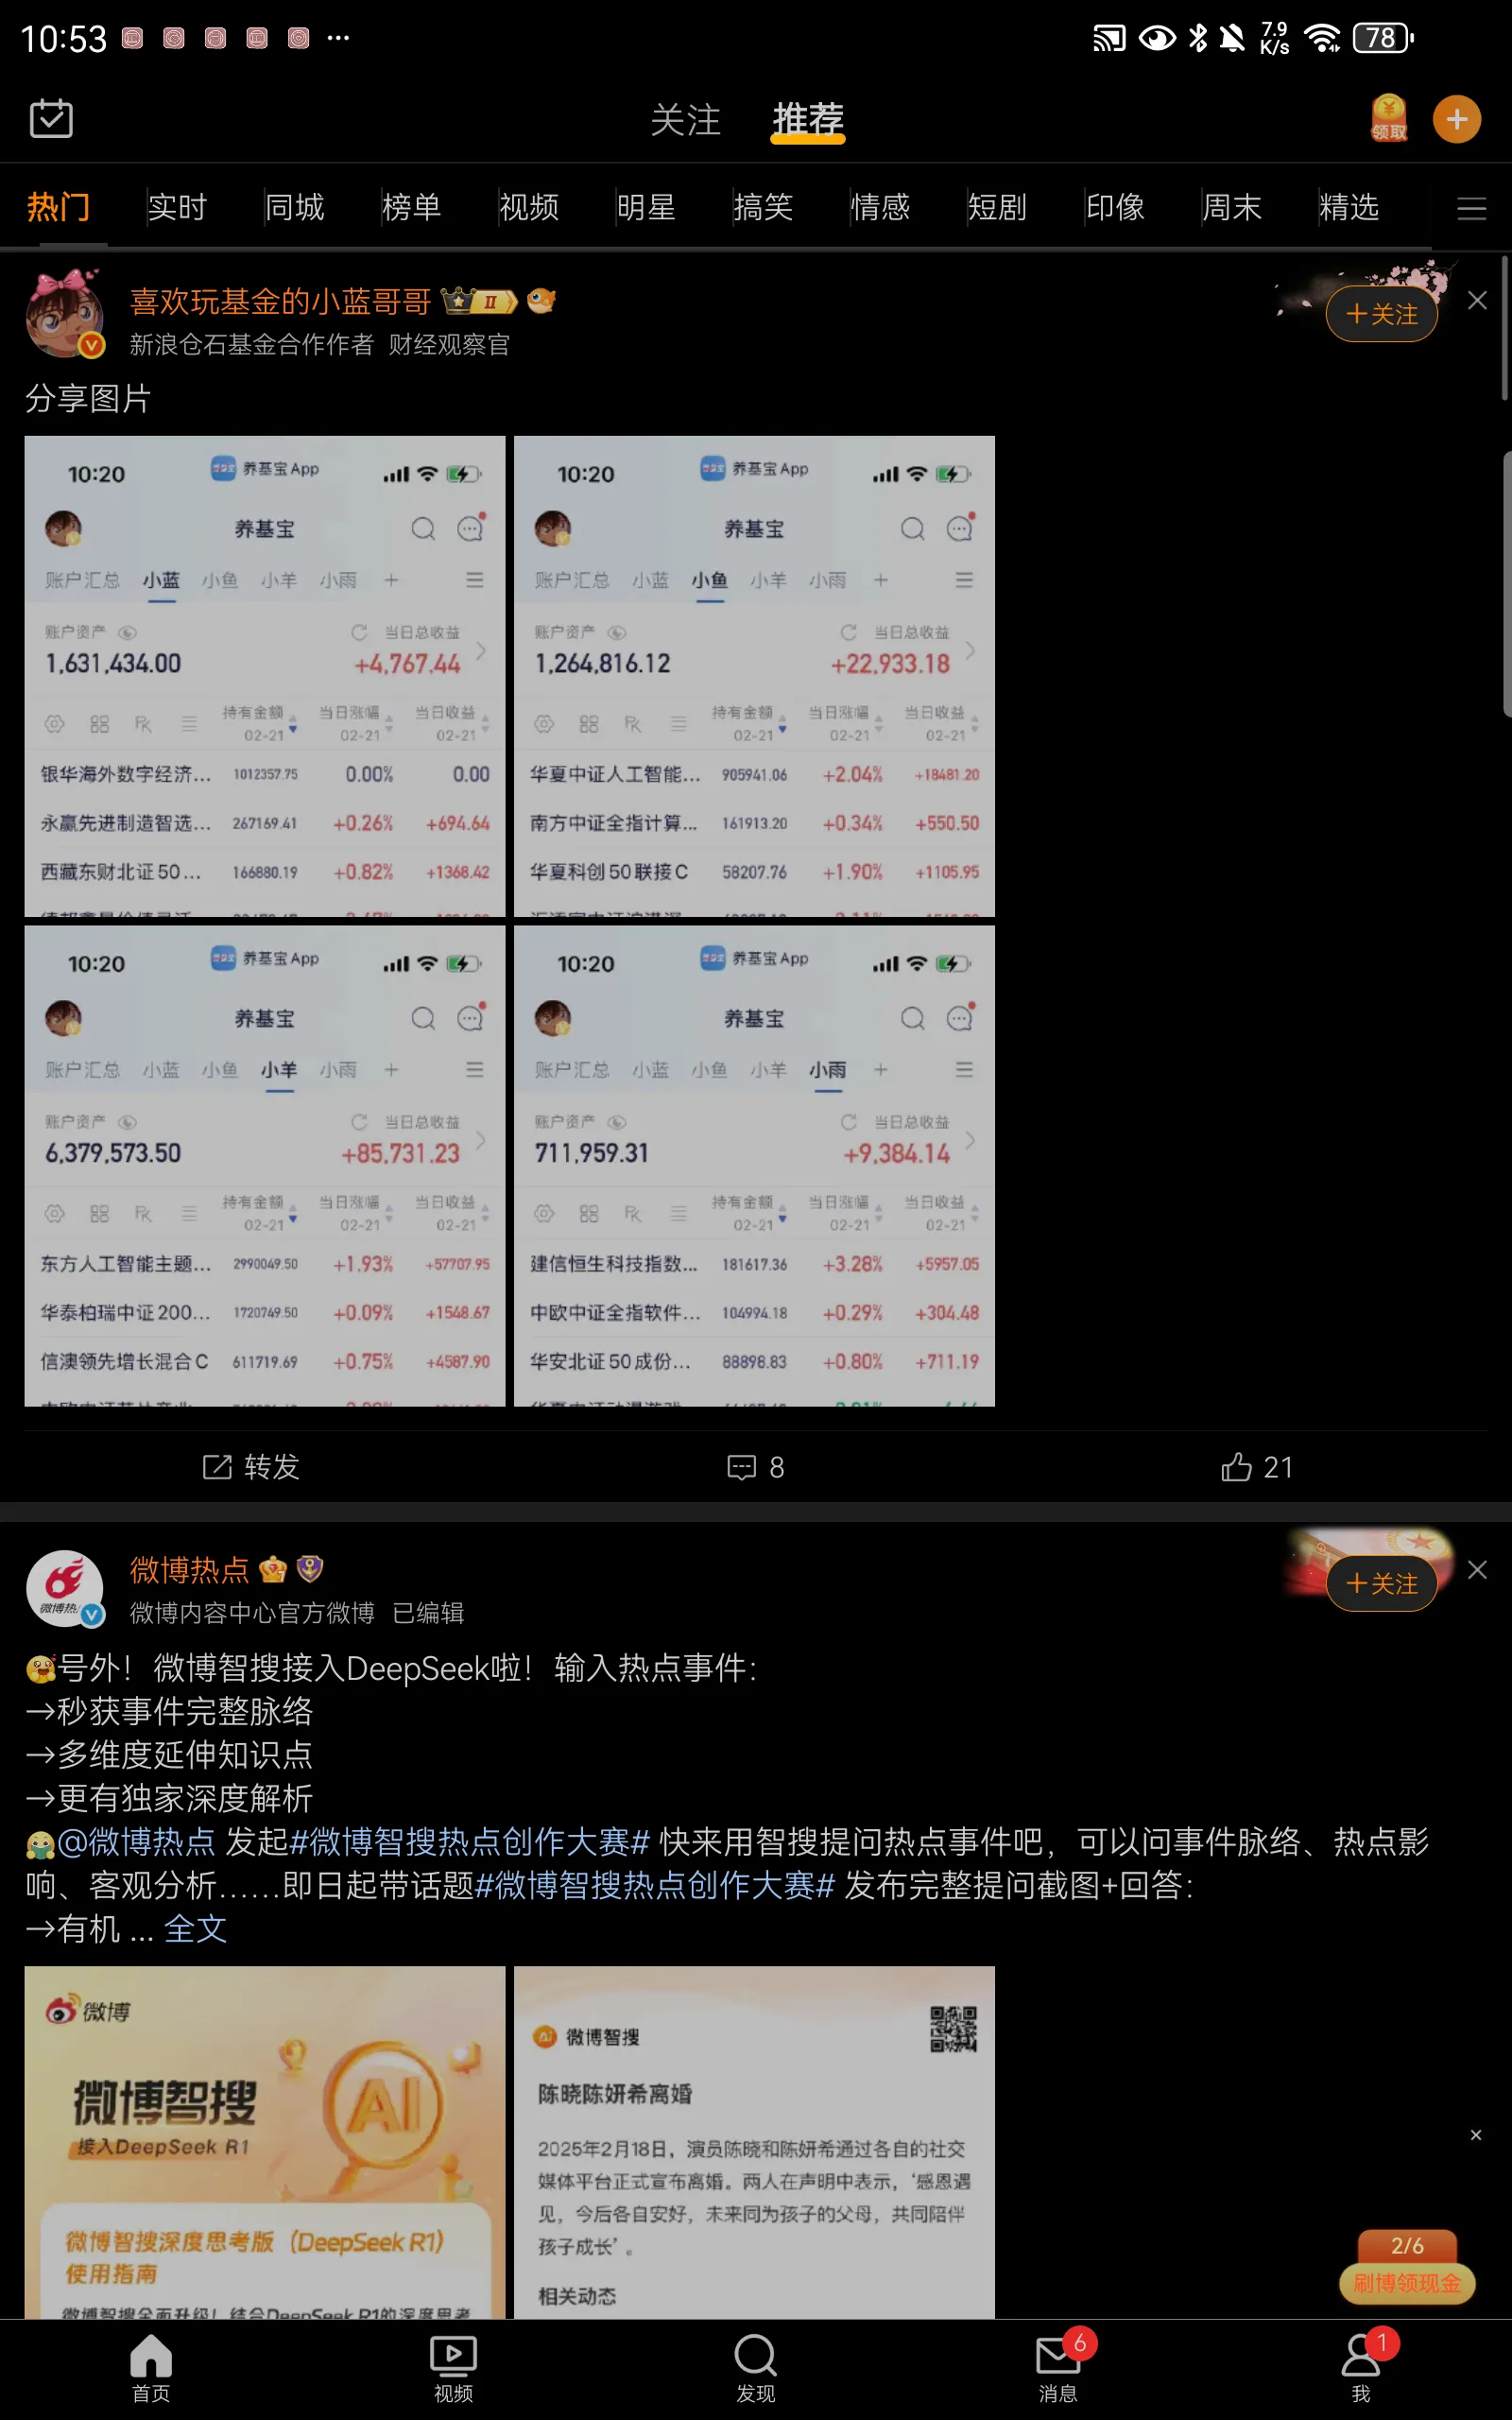 10:53
7.9 K/s
78
关注 推荐
领取
热门 实时 同城 榜单 视频 明星 搞笑 情感 短剧 印像 周末 精选
喜欢玩基金的小蓝哥哥 II
新浪仓石基金合作作者 财经观察官
+关注
分享图片
10:20 养基宝App
养基宝
账户汇总 小蓝 小鱼 小羊 小雨 +
账户资产 当日总收益
1,631,434.00 +4,767.44
持有金额 当日涨幅 当日收益
02-21 02-21 02-21
银华海外数字经济... 1012357.75 0.00% 0.00
永赢先进制造智选... 267169.41 +0.26% +694.64
西藏东财北证50... 166880.19 +0.82% +1368.42
10:20 养基宝App
养基宝
账户汇总 小蓝 小鱼 小羊 小雨 +
账户资产 当日总收益
1,264,816.12 +22,933.18
持有金额 当日涨幅 当日收益
02-21 02-21 02-21
华夏中证人工智能... 905941.06 +2.04% +18481.20
南方中证全指计算... 161913.20 +0.34% +550.50
华夏科创50联接C 58207.76 +1.90% +1105.95
10:20 养基宝App
养基宝
账户汇总 小蓝 小鱼 小羊 小雨 +
账户资产 当日总收益
6,379,573.50 +85,731.23
持有金额 当日涨幅 当日收益
02-21 02-21 02-21
东方人工智能主题... 2990049.50 +1.93% +57707.95
华泰柏瑞中证200... 1720749.50 +0.09% +1548.67
信澳领先增长混合C 611719.69 +0.75% +4587.90
10:20 养基宝App
养基宝
账户汇总 小蓝 小鱼 小羊 小雨 +
账户资产 当日总收益
711,959.31 +9,384.14
持有金额 当日涨幅 当日收益
02-21 02-21 02-21
建信恒生科技指数... 181617.36 +3.28% +5957.05
中欧中证全指软件... 104994.18 +0.29% +304.48
华安北证50成份... 88898.83 +0.80% +711.19
转发 8 21
微博热点
微博内容中心官方微博 已编辑
+关注
号外！微博智搜接入DeepSeek啦！输入热点事件：
→秒获事件完整脉络
→多维度延伸知识点
→更有独家深度解析
@微博热点 发起#微博智搜热点创作大赛# 快来用智搜提问热点事件吧，可以问事件脉络、热点影
响、客观分析……即日起带话题#微博智搜热点创作大赛# 发布完整提问截图+回答：
→有机 ... 全文
微博
微博智搜
接入DeepSeek R1
AI
微博智搜深度思考版（DeepSeek R1）
使用指南
微博智搜全面升级！结合DeepSeek R1的深度思考
微博智搜
陈晓陈妍希离婚
2025年2月18日，演员陈晓和陈妍希通过各自的社交
媒体平台正式宣布离婚。两人在声明中表示，‘感恩遇
见，今后各自安好，未来同为孩子的父母，共同陪伴
孩子成长’。
相关动态
2/6
刷博领现金
首页 视频 发现 消息 6 我 1